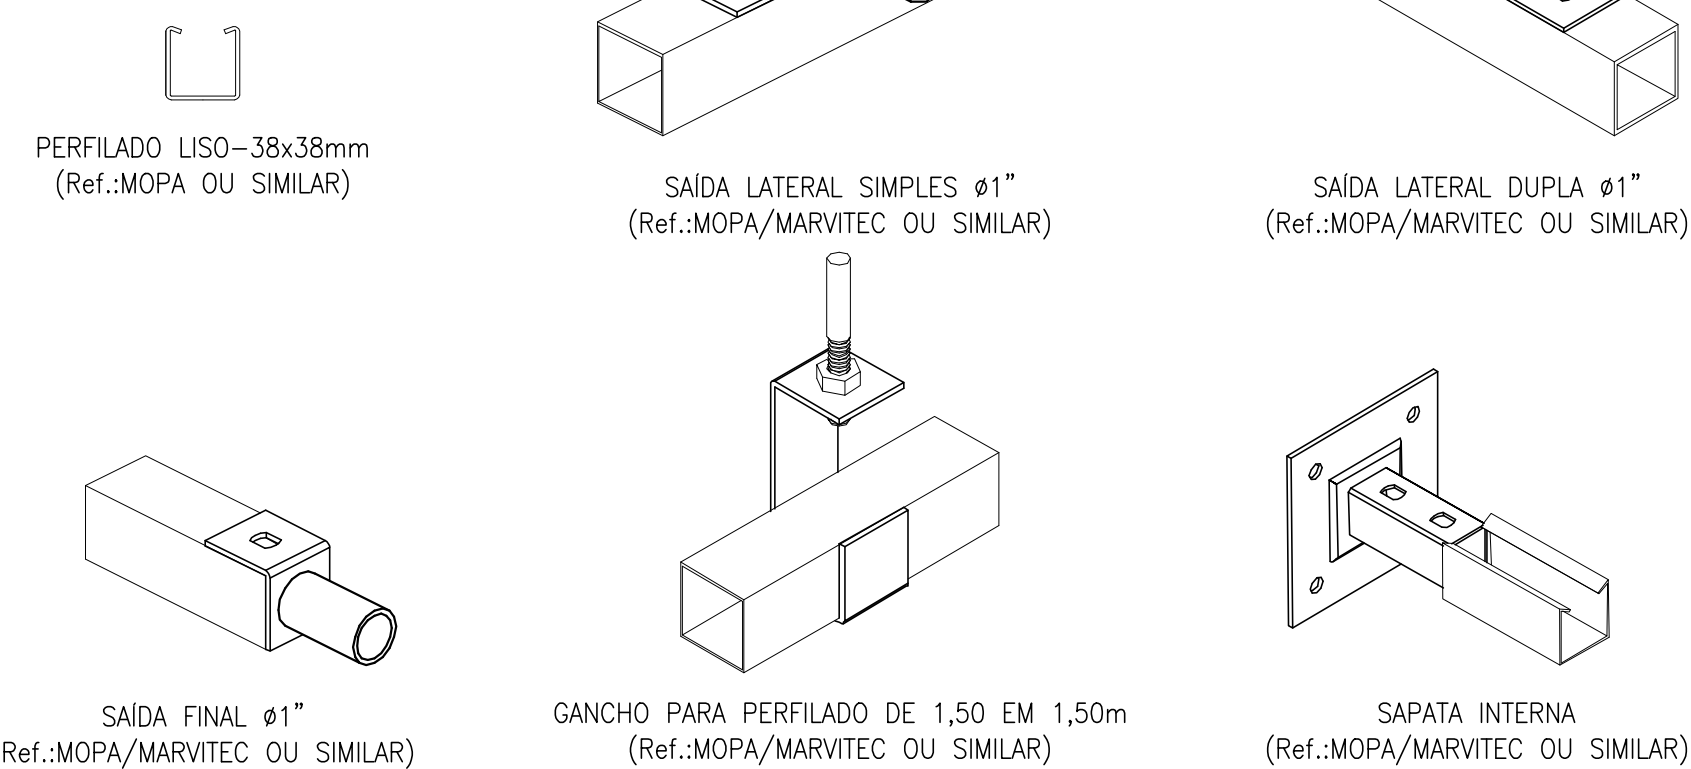 PERFILADO LISO-38x38mm
(Ref.:MOPA OU SIMILAR)
SAÍDA LATERAL SIMPLES ø1”
(Ref.:MOPA/MARVITEC OU SIMILAR)
SAÍDA LATERAL DUPLA ø1”
(Ref.:MOPA/MARVITEC OU SIMILAR)
SAÍDA FINAL ø1”
Ref.:MOPA/MARVITEC OU SIMILAR)
GANCHO PARA PERFILADO DE 1,50 EM 1,50m
(Ref.:MOPA/MARVITEC OU SIMILAR)
SAPATA INTERNA
(Ref.:MOPA/MARVITEC OU SIMILAR)